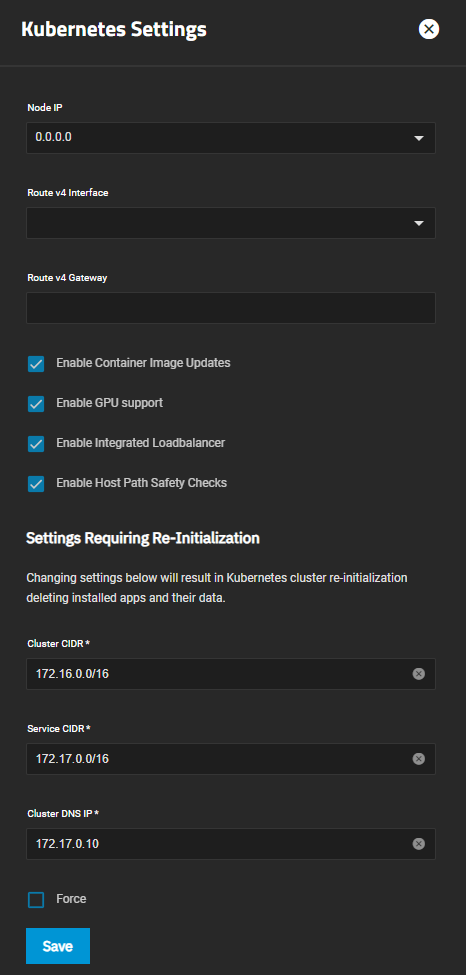 Kubernetes Settings
Node IP
0.0.0.0
Route v4 Interface
Route v4 Gateway
Enable Container Image Updates
Enable GPU support
Enable Integrated Loadbalancer
Enable Host Path Safety Checks
Settings Requiring Re-Initialization
Changing settings below will result in Kubernetes cluster re-initialization
deleting installed apps and their data.
Cluster CIDR *
172.16.0.0/16
Service CIDR *
172.17.0.0/16
Cluster DNS IP *
172.17.0.10
Force
Save